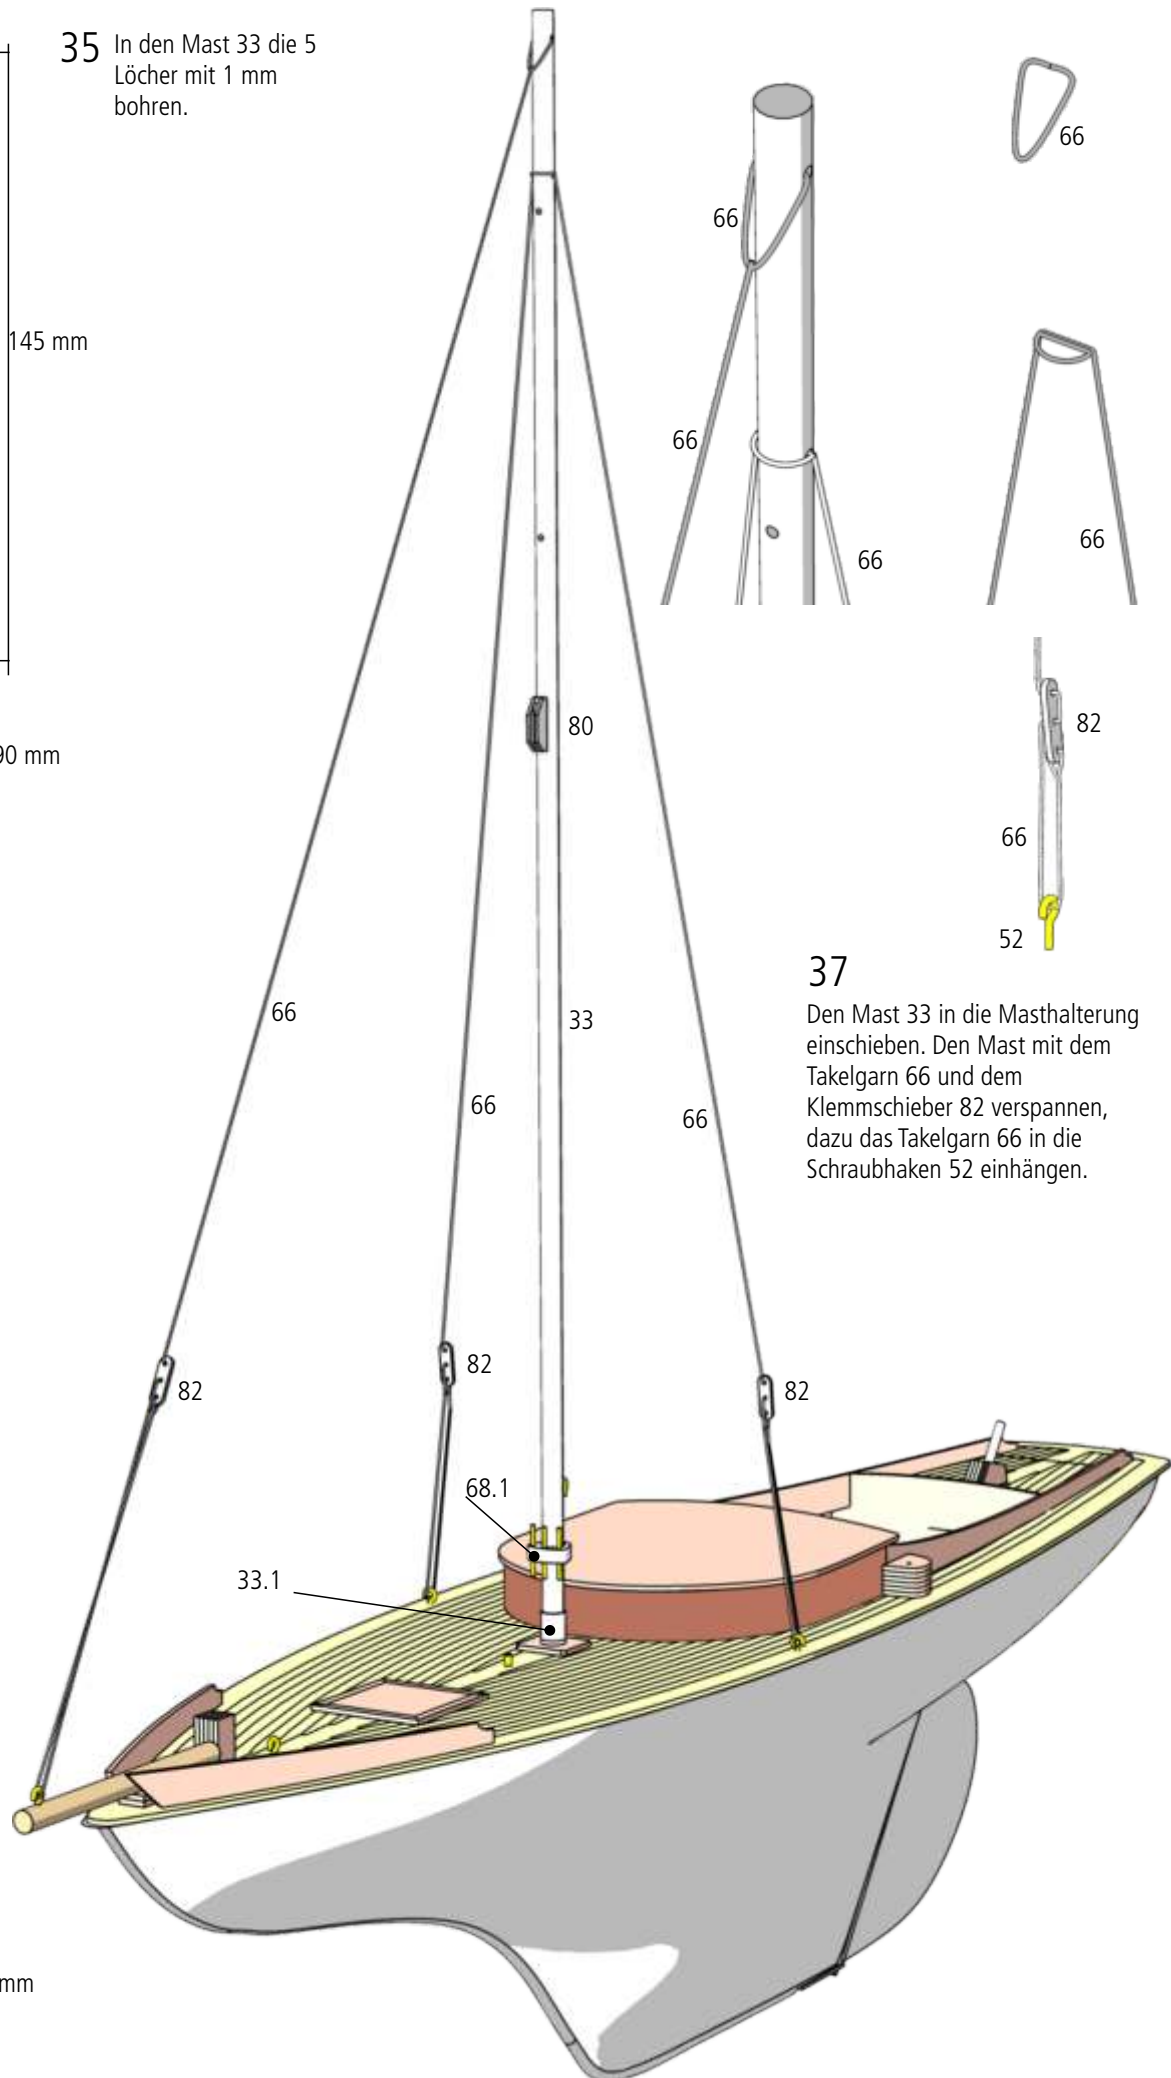 35 In den Mast 33 die 5
Löcher mit 1 mm
bohren.
66
66
145 mm
66
66
66
80
82
90 mm
66
52
37
Den Mast 33 in die Masthalterung
einschieben. Den Mast mit dem
Takelgarn 66 und dem
Klemmschieber 82 verspannen,
dazu das Takelgarn 66 in die
Schraubhaken 52 einhängen.
66
33
66
66
82
82
82
68.1
33.1
mm